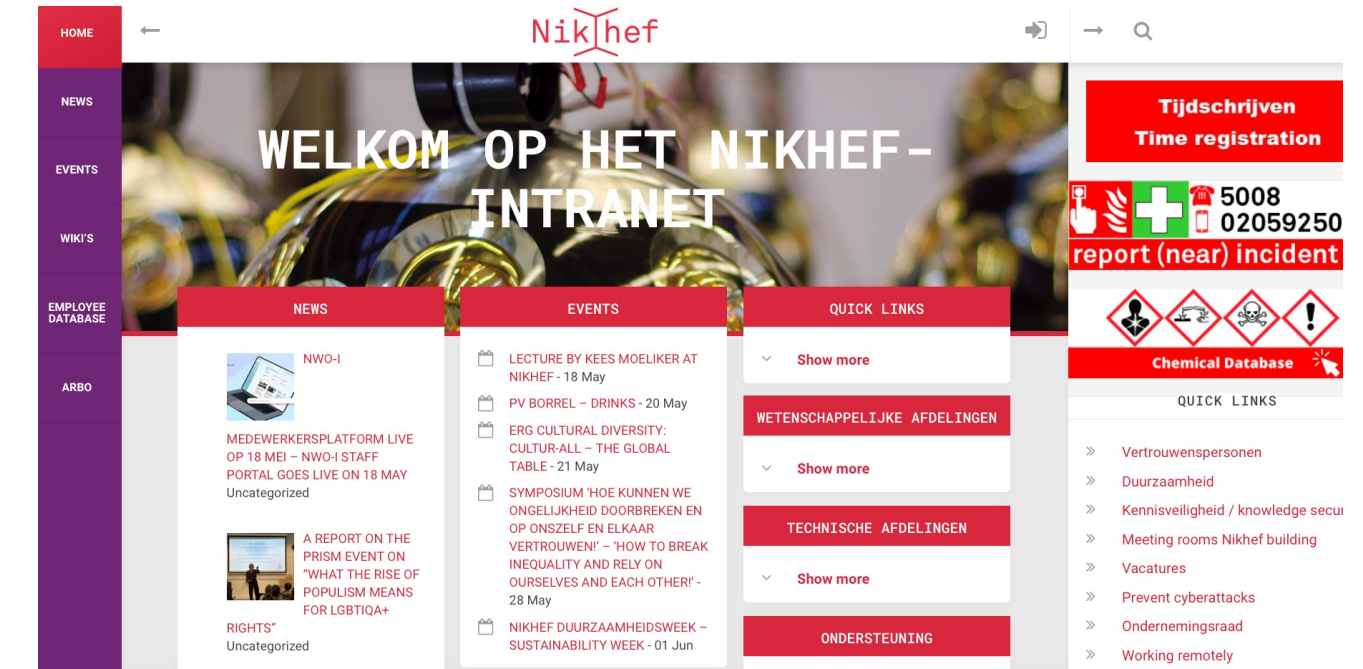 HOME
NEWS
EVENTS
WIKI'S
EMPLOYEE
DATABASE
ARBO
Nikhef
WELKOM OP HET NIKHEF-
INTRANET
NEWS
NWO-I
MEDEWERKERSPLATFORM LIVE
OP 18 MEI – NWO-I STAFF
PORTAL GOES LIVE ON 18 MAY
Uncategorized
A REPORT ON THE
PRISM EVENT ON
"WHAT THE RISE OF
POPULISM MEANS
FOR LGBTIQA+
RIGHTS"
Uncategorized
EVENTS
LECTURE BY KEES MOELIKER AT
NIKHEF - 18 May
PV BORREL – DRINKS - 20 May
ERG CULTURAL DIVERSITY:
CULTUR-ALL – THE GLOBAL
TABLE - 21 May
SYMPOSIUM 'HOE KUNNEN WE
ONGELIJKHEID DOORBREKEN EN
OP ONSZELF EN ELKAAR
VERTROUWEN!' – 'HOW TO BREAK
INEQUALITY AND RELY ON
OURSELVES AND EACH OTHER!' -
28 May
NIKHEF DUURZAAMHEIDSWEEK –
SUSTAINABILITY WEEK - 01 Jun
QUICK LINKS
Show more
WETENSCHAPPELIJKE AFDELINGEN
Show more
TECHNISCHE AFDELINGEN
Show more
ONDERSTEUNING
Tijdschrijven
Time registration
5008
02059250
report (near) incident
Chemical Database
QUICK LINKS
Vertrouwenspersonen
Duurzaamheid
Kennisveiligheid / knowledge secur
Meeting rooms Nikhef building
Vacatures
Prevent cyberattacks
Ondernemingsraad
Working remotely